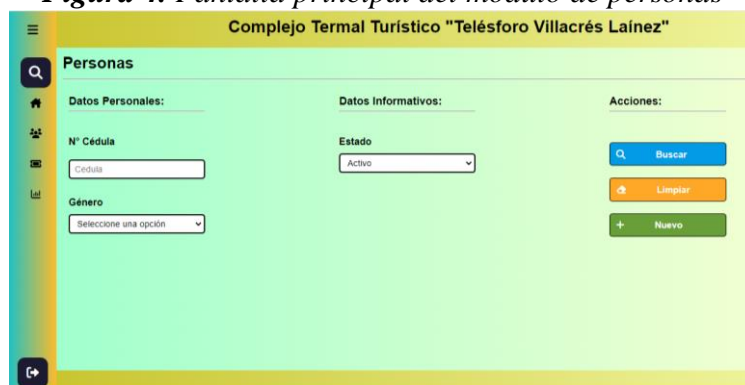 Figura 4. Pantalla principal del módulo de personas
Complejo Termal Turístico "Telésforo Villacrés Laínez"
Personas
Datos Personales:
Datos Informativos:
Acciones:
N° Cédula
Estado
Cedula
Activo
Buscar
Limpiar
Género
Seleccione una opción
Nuevo